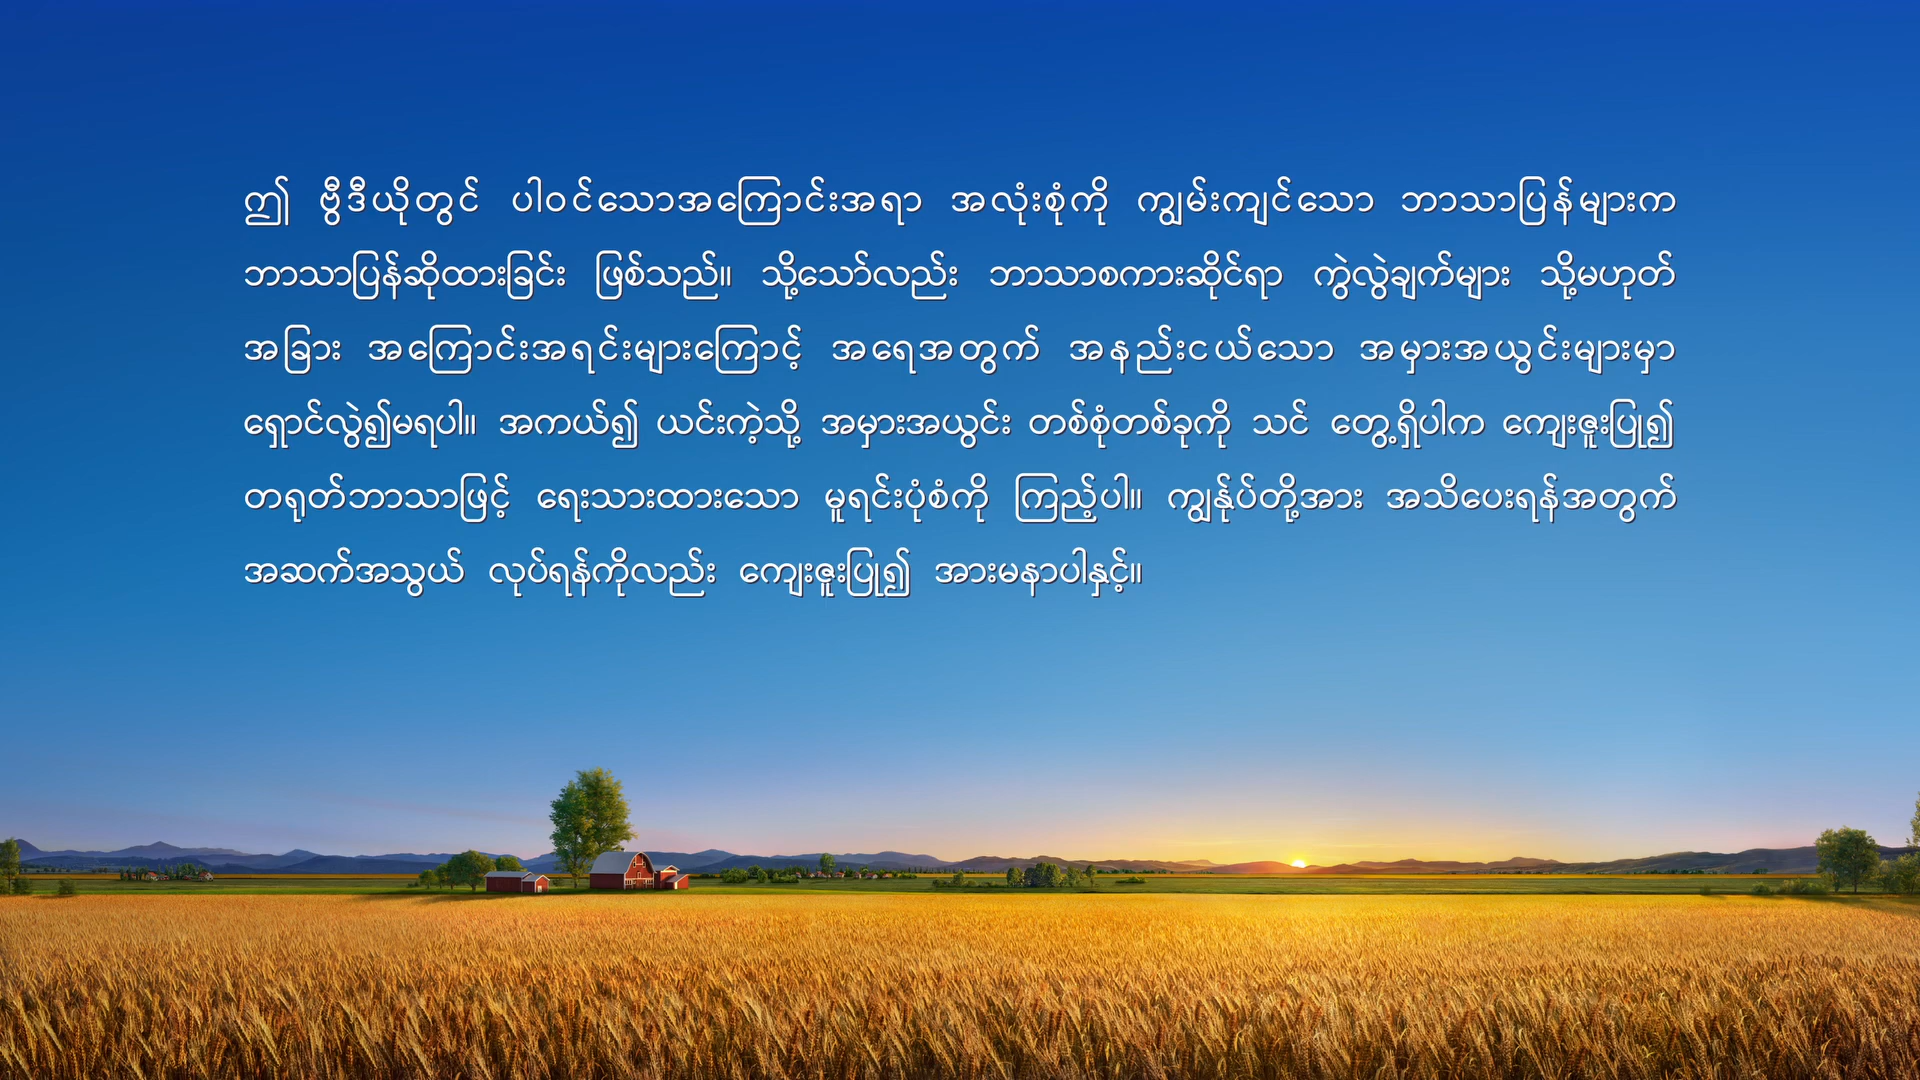 ဤ ဗွီဒီယိုတွင် ပါဝင်သောအကြောင်းအရာ အလုံးစုံကို ကျွမ်းကျင်သော ဘာသာပြန်များက
ဘာသာပြန်ဆိုထားခြင်း ဖြစ်သည်။ သို့သော်လည်း ဘာသာစကားဆိုင်ရာ ကွဲလွဲချက်များ သို့မဟုတ်
အခြား အကြောင်းအရင်းများကြောင့် အရေအတွက် အနည်းငယ်သော အမှားအယွင်းများမှာ
ရှောင်လွှဲ၍မရပါ။ အကယ်၍ ယင်းကဲ့သို့ အမှားအယွင်း တစ်စုံတစ်ခုကို သင် တွေ့ရှိပါက ကျေးဇူးပြု၍
တရုတ်ဘာသာဖြင့် ရေးသားထားသော မူရင်းပုံစံကို ကြည့်ပါ။ ကျွန်ုပ်တို့အား အသိပေးရန်အတွက်
အဆက်အသွယ် လုပ်ရန်ကိုလည်း ကျေးဇူးပြု၍ အားမနာပါနှင့်။